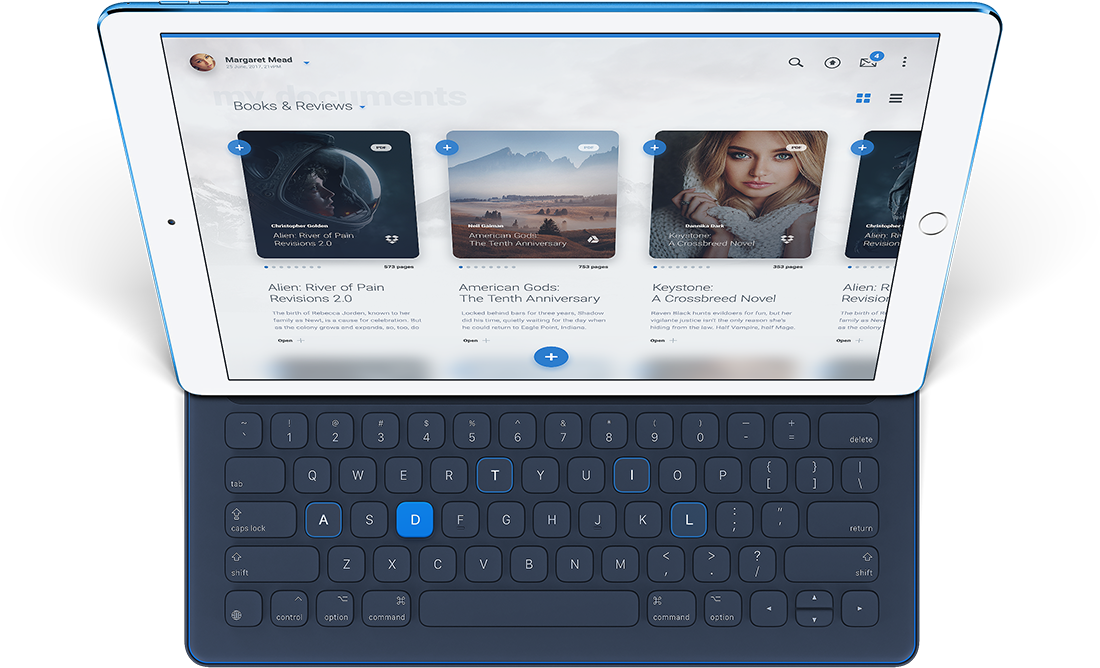 Margaret Mead
25 June, 2017, 21vPM
4
my documents
Books & Reviews
PDF
Christopher Golden
Alien: River of Pain
Revisions 2.0
573 pages
Alien: River of Pain
Revisions 2.0
The birth of Rebecca Jorden, known to her
family as Newt, is a cause for celebration. But
as the colony grows and expands, so, too, do
Open
PDF
Neil Gaiman
American Gods:
The Tenth Anniversary
753 pages
American Gods:
The Tenth Anniversary
Locked behind bars for three years, Shadow
did his time, quietly waiting for the day when
he could return to Eagle Point, Indiana.
Open
PDF
Dannika Dark
Keystone:
A Crossbreed Novel
353 pages
Keystone:
A Crossbreed Novel
Raven Black hunts evildoers for fun, but her
vigilante justice isn't the only reason she's
hiding from the law. Half Vampire, half Mage,
Open
Christ
Alien: R
Revision
Alien: R
Revision
The birth of R
family as New
as the colony
Open
~ ! @ # $ % ^ & * ( ) — +
` 1 2 3 4 5 6 7 8 9 0 - = delete
tab Q W E R T Y U I O P { [ } ] | \
caps lock A S D F G H J K L : ; " ' return
shift Z X C V B N M < , > . ? / shift
control option command command option